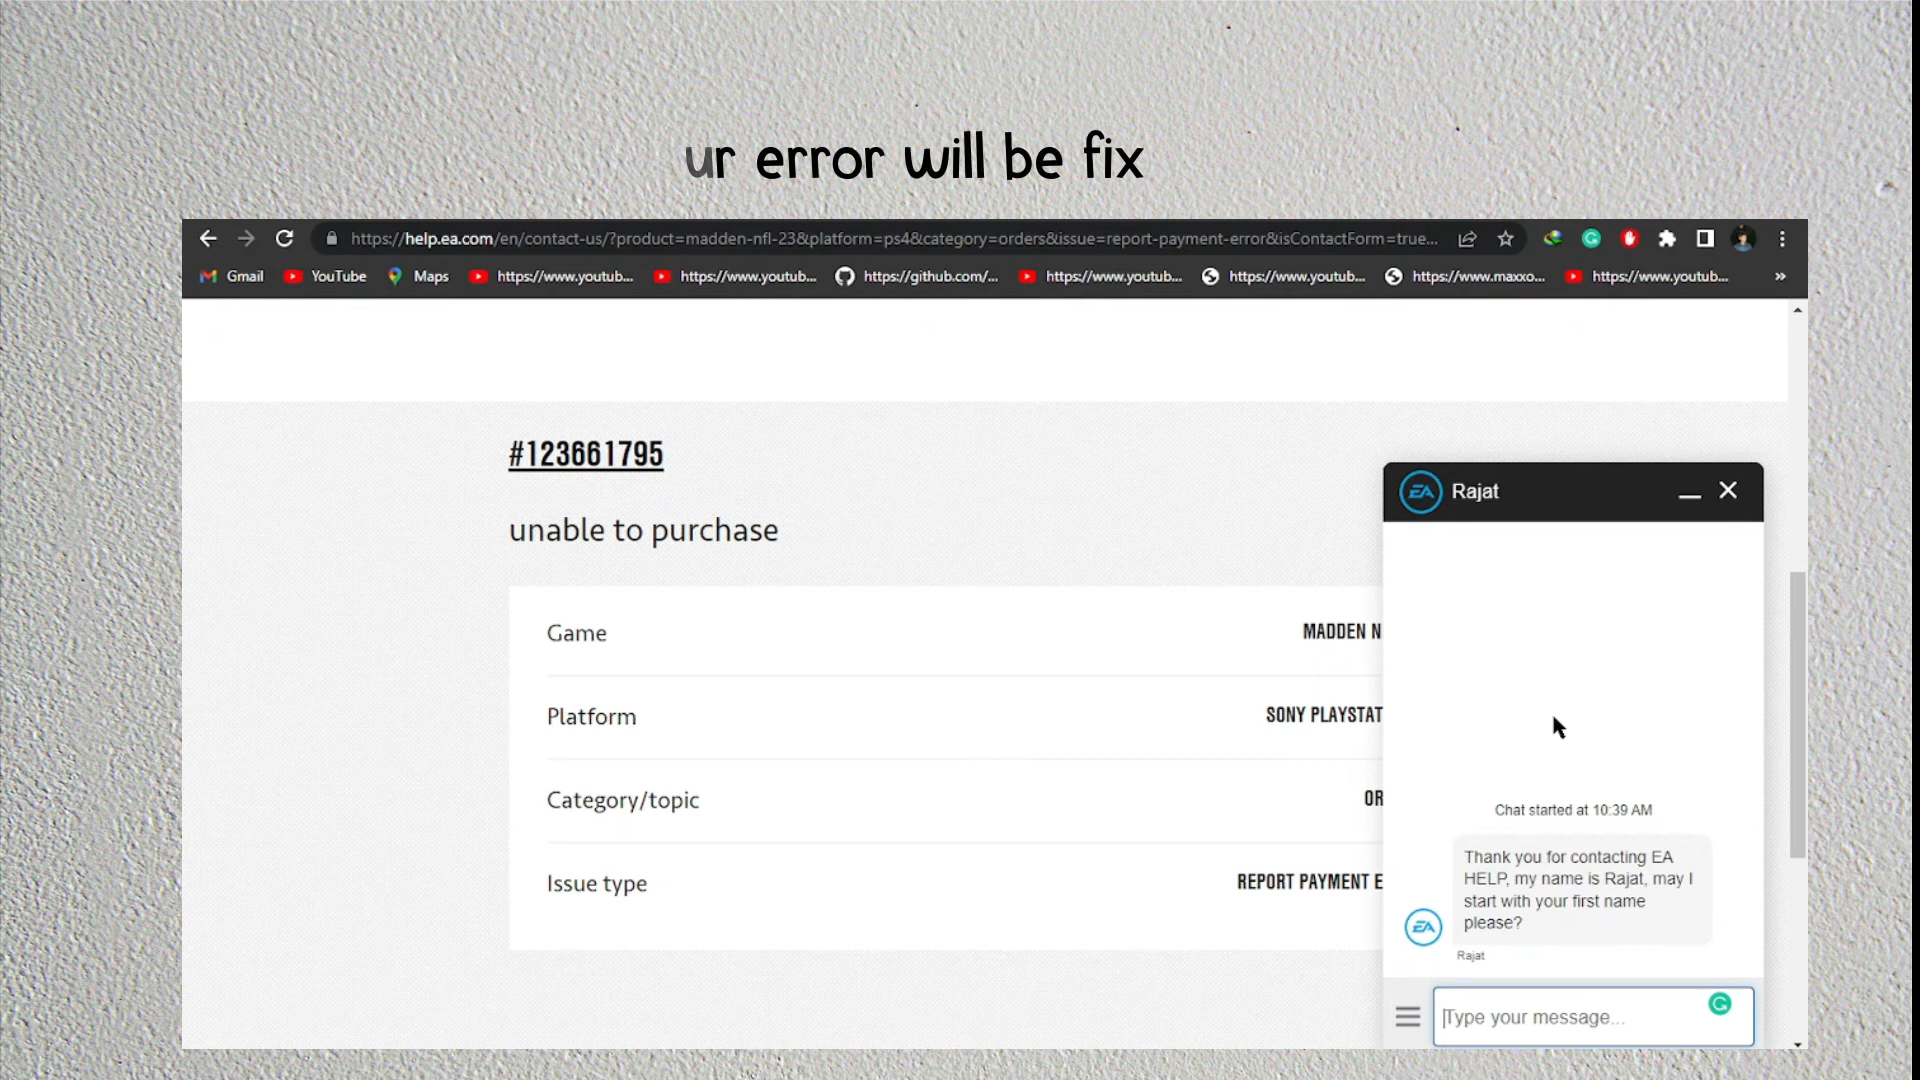 ur error will be fix
https://help.ea.com/en/contact-us/?product=madden-nfl-23&platform=ps4&category=orders&issue=report-payment-error&isContactForm=true...
Gmail YouTube Maps https://www.youtub... https://www.youtub... https://github.com/... https://www.youtub... https://www.youtub... https://www.maxxo... https://www.youtub... »
#123661795
unable to purchase
Game MADDEN N
Platform SONY PLAYSTAT
Category/topic OR
Issue type REPORT PAYMENT E
EA Rajat
Chat started at 10:39 AM
Thank you for contacting EA
HELP, my name is Rajat, may I
start with your first name
please?
EA
Rajat
Type your message...